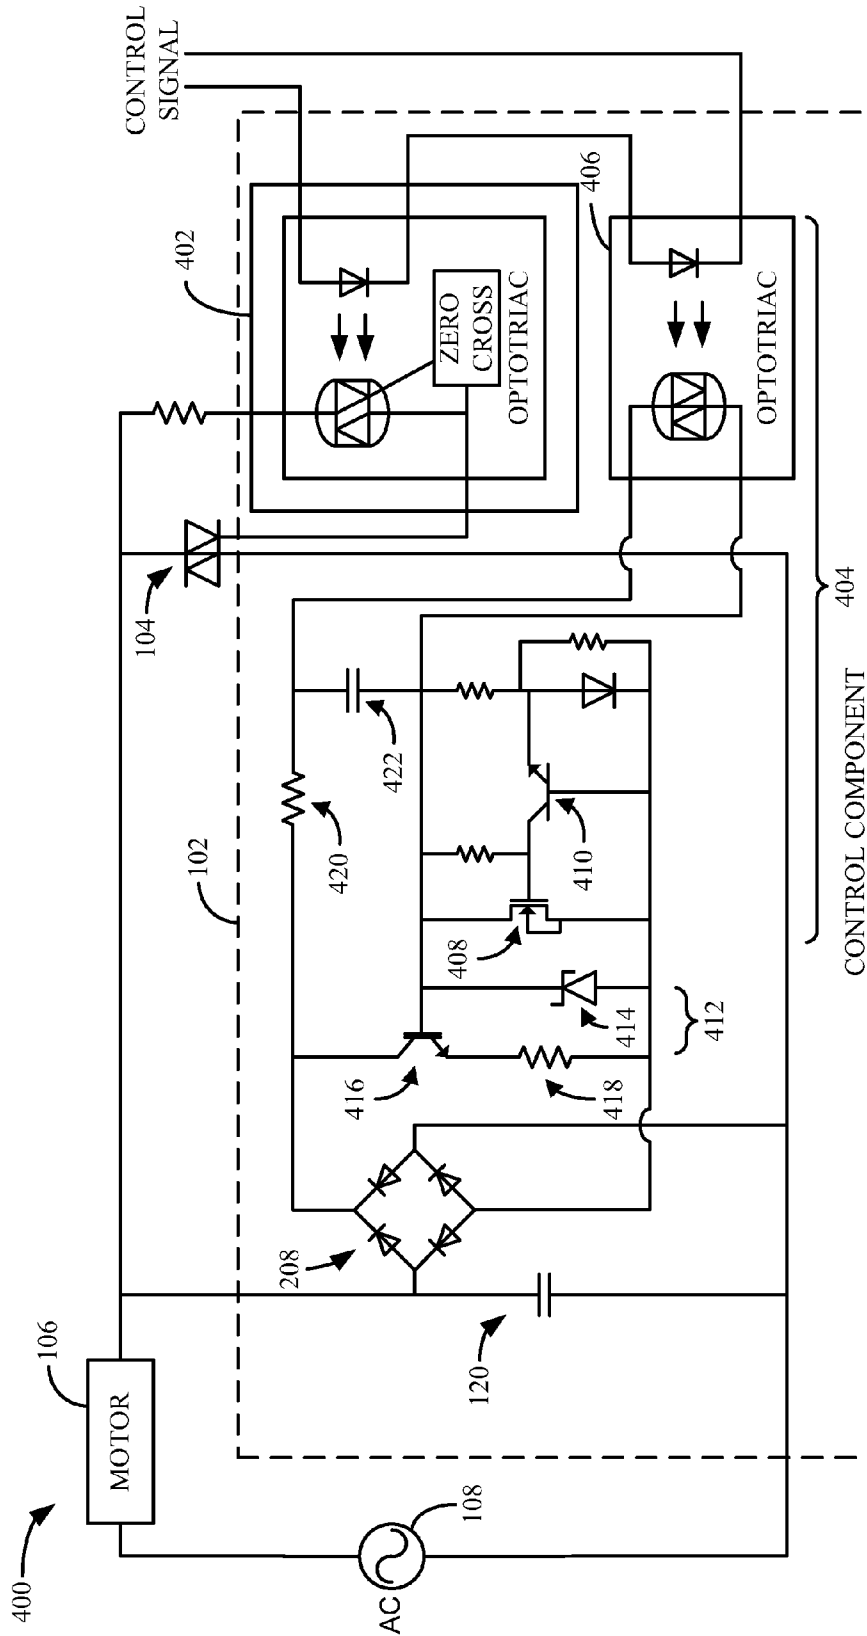 400
106
MOTOR
108
AC
102
104
402
CONTROL
SIGNAL
ZERO
CROSS
OPTOTRIAC
406
OPTOTRIAC
208
120
416
418
420
422
414
412
408
410
404
CONTROL COMPONENT